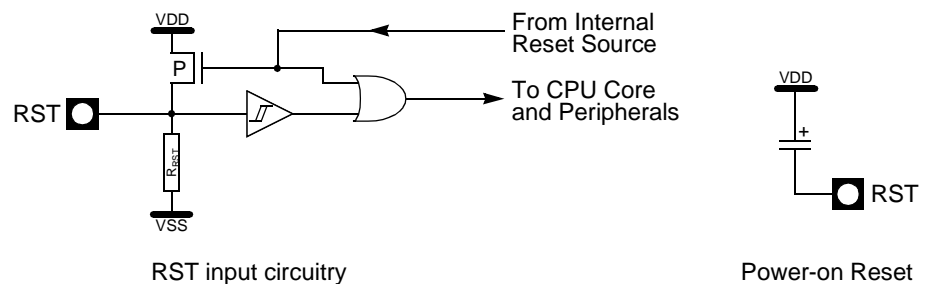 VDD
From Internal
Reset Source
P
To CPU Core
and Peripherals
RST
RRST
VSS
VDD
+
RST
RST input circuitry
Power-on Reset